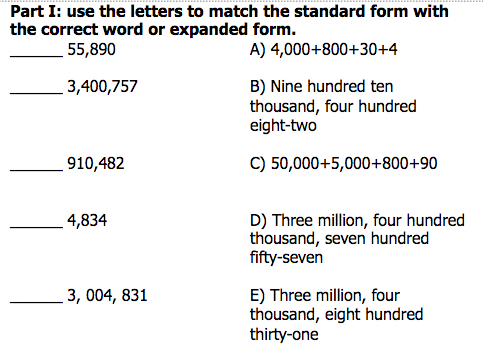 Part I: use the letters to match the standard form with
the correct word or expanded form.
______ 55,890 A) 4,000+800+30+4
______ 3,400,757 B) Nine hundred ten
thousand, four hundred
eight-two
______ 910,482 C) 50,000+5,000+800+90
______ 4,834 D) Three million, four hundred
thousand, seven hundred
fifty-seven
______ 3, 004, 831 E) Three million, four
thousand, eight hundred
thirty-one